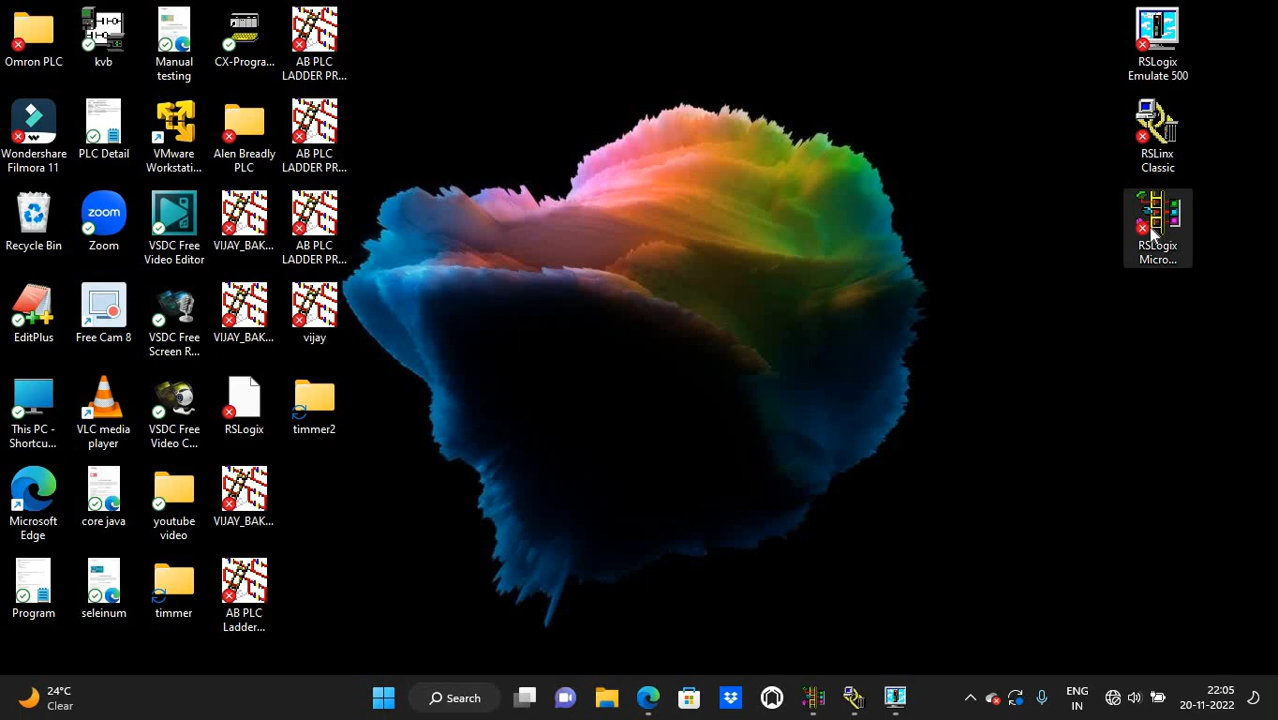 Omron PLC
kvb
Manual
testing
CX-Progra...
AB PLC
LADDER PR...
Wondershare
Filmora 11
PLC Detail
VMware
Workstati...
Alen Breadly
PLC
AB PLC
LADDER PR...
Recycle Bin
zoom
Zoom
VSDC Free
Video Editor
VIJAY_BAK...
AB PLC
LADDER PR...
EditPlus
Free Cam 8
VSDC Free
Screen R...
VIJAY_BAK...
vijay
This PC -
Shortcu...
VLC media
player
VSDC Free
Video C...
RSLogix
timmer2
Microsoft
Edge
core java
youtube
video
VIJAY_BAK...
Program
seleinum
timmer
AB PLC
Ladder...
RSLogix
Emulate 500
RSLinx
Classic
RSLogix
Micro...
24°C
Clear
Search
ENG
IN
22:05
20-11-2022